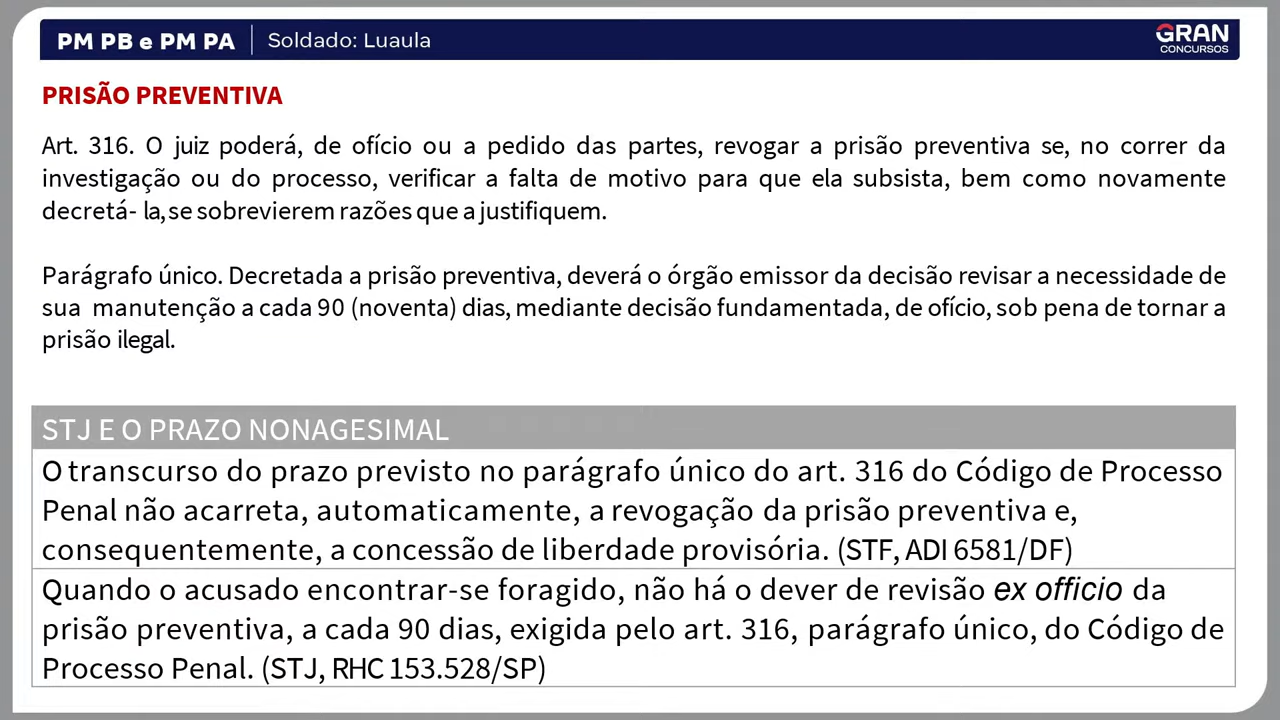 PM PB e PM PA Soldado: Luaula GRAN CONCURSOS
PRISÃO PREVENTIVA
Art. 316. O juiz poderá, de ofício ou a pedido das partes, revogar a prisão preventiva se, no correr da
investigação ou do processo, verificar a falta de motivo para que ela subsista, bem como novamente
decretá- la, se sobrevierem razões que a justifiquem.
Parágrafo único. Decretada a prisão preventiva, deverá o órgão emissor da decisão revisar a necessidade de
sua manutenção a cada 90 (noventa) dias, mediante decisão fundamentada, de ofício, sob pena de tornar a
prisão ilegal.
STJ E O PRAZO NONAGESIMAL
O transcurso do prazo previsto no parágrafo único do art. 316 do Código de Processo
Penal não acarreta, automaticamente, a revogação da prisão preventiva e,
consequentemente, a concessão de liberdade provisória. (STF, ADI 6581/DF)
Quando o acusado encontrar-se foragido, não há o dever de revisão ex officio da
prisão preventiva, a cada 90 dias, exigida pelo art. 316, parágrafo único, do Código de
Processo Penal. (STJ, RHC 153.528/SP)